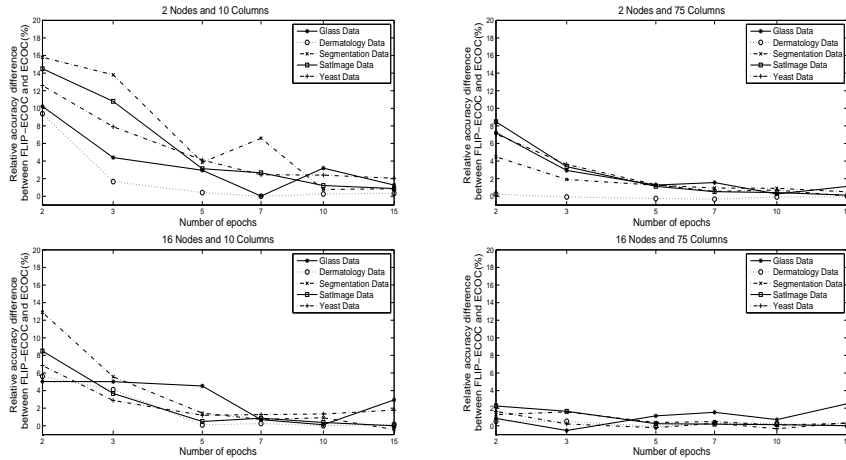 2 Nodes and 10 Columns
Relative accuracy difference
between FLIP−ECOC and ECOC(%)
20
18
16
14
12
10
8
6
4
2
0
Glass Data
Dermatology Data
Segmentation Data
SatImage Data
Yeast Data
2 3 5 7 10 15
Number of epochs
2 Nodes and 75 Columns
Relative accuracy difference
between FLIP−ECOC and ECOC(%)
20
18
16
14
12
10
8
6
4
2
0
Glass Data
Dermatology Data
Segmentation Data
SatImage Data
Yeast Data
2 3 5 7 10
Number of epochs
16 Nodes and 10 Columns
Relative accuracy difference
between FLIP−ECOC and ECOC(%)
20
18
16
14
12
10
8
6
4
2
0
Glass Data
Dermatology Data
Segmentation Data
SatImage Data
Yeast Data
2 3 5 7 10 15
Number of epochs
16 Nodes and 75 Columns
Relative accuracy difference
between FLIP−ECOC and ECOC(%)
20
18
16
14
12
10
8
6
4
2
0
Glass Data
Dermatology Data
Segmentation Data
SatImage Data
Yeast Data
2 3 5 7 10
Number of epochs